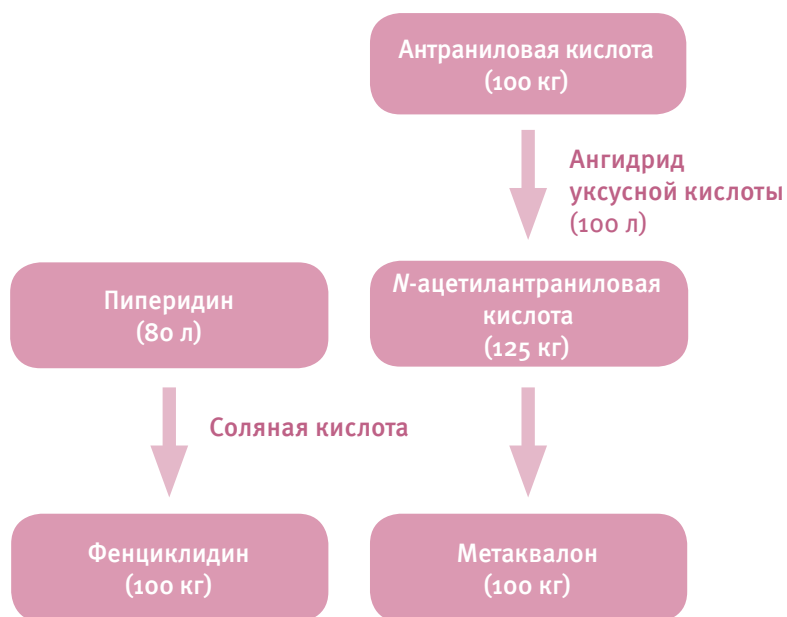 Антраниловая кислота
(100 кг)
Ангидрид
уксусной кислоты
(100 л)
Пиперидин
(80 л)
N-ацетилантраниловая
кислота
(125 кг)
Соляная кислота
Фенциклидин
(100 кг)
Метаквалон
(100 кг)